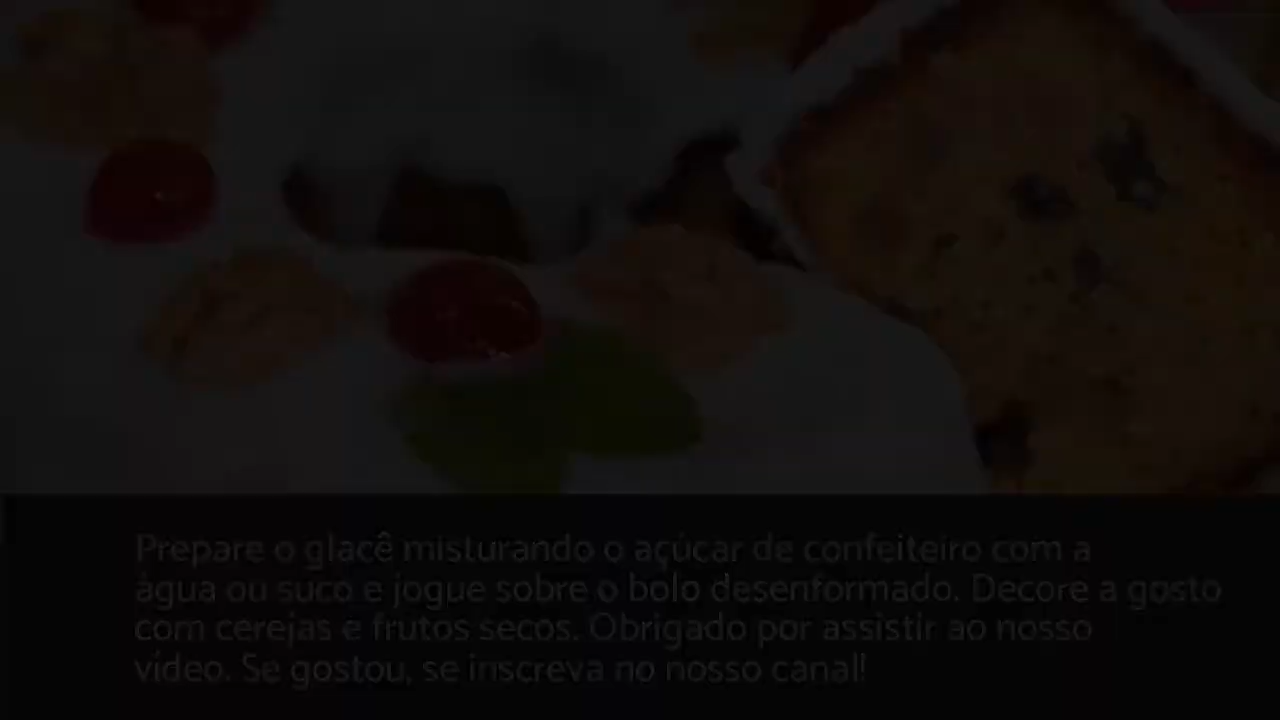 Prepare o glacê misturando o açúcar de confeiteiro com a
água ou suco e jogue sobre o bolo desenformado. Decore a gosto
com cerejas e frutos secos. Obrigado por assistir ao nosso
vídeo. Se gostou, se inscreva no nosso canal!